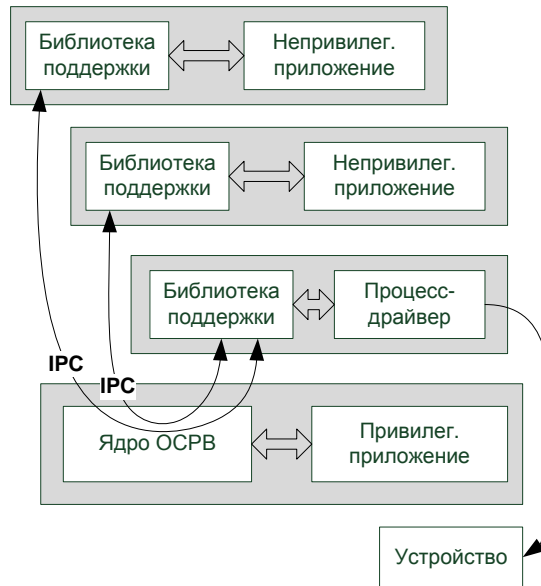 Библиотека
поддержки
Непривилег.
приложение
Библиотека
поддержки
Непривилег.
приложение
Библиотека
поддержки
Процесс-
драйвер
IPC
IPC
Ядро ОСРВ
Привилег.
приложение
Устройство